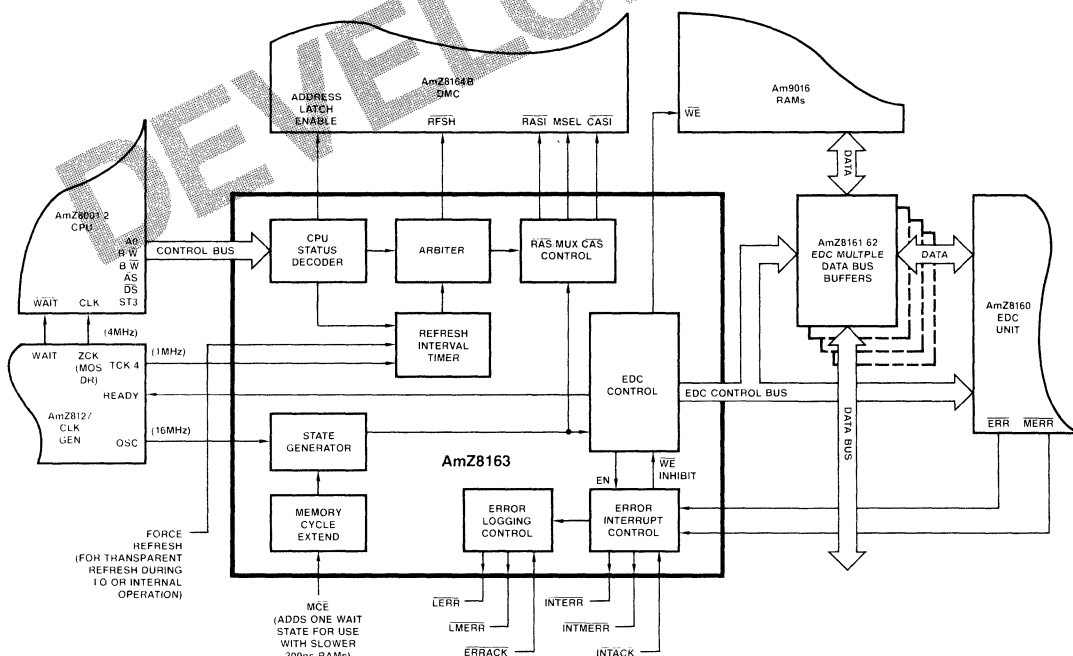 DEVELO
AmZ8164B
DMC
ADDRESS
LATCH
ENABLE
RFSH
RASI MSEL CASI
Am9016
RAMs
WE
DATA
AmZ8001 2
CPU
A0
R W
B W
AS
DS
ST3
WAIT CLK
CONTROL BUS
CPU
STATUS
DECODER
ARBITER
RAS MUX CAS
CONTROL
AmZ8161 62
EDC MULTPLE
DATA BUS
BUFFERS
DATA
AmZ8160
EDC
UNIT
ERR MERR
(4MHz)
WAIT ZCK
(MOS
DR)
TCK 4
(1MHz)
READY
AmZ812/
CLK
GEN
OSC
(16MHz)
REFRESH
INTERVAL
TIMER
EDC
CONTROL
EDC CONTROL BUS
DATA BUS
STATE
GENERATOR
AmZ8163
EN
WE
INHIBIT
MEMORY
CYCLE
EXTEND
ERROR
LOGGING
CONTROL
ERROR
INTERRUPT
CONTROL
FORCE
REFRESH
(FOR TRANSPARENT
REFRESH DURING
I O OR INTERNAL
OPERATION)
MCE
(ADDS ONE WAIT
STATE FOR USE
WITH SLOWER
200ns RAMs)
LERR
LMERR
ERRACK
INTERR
INTMERR
INTACK